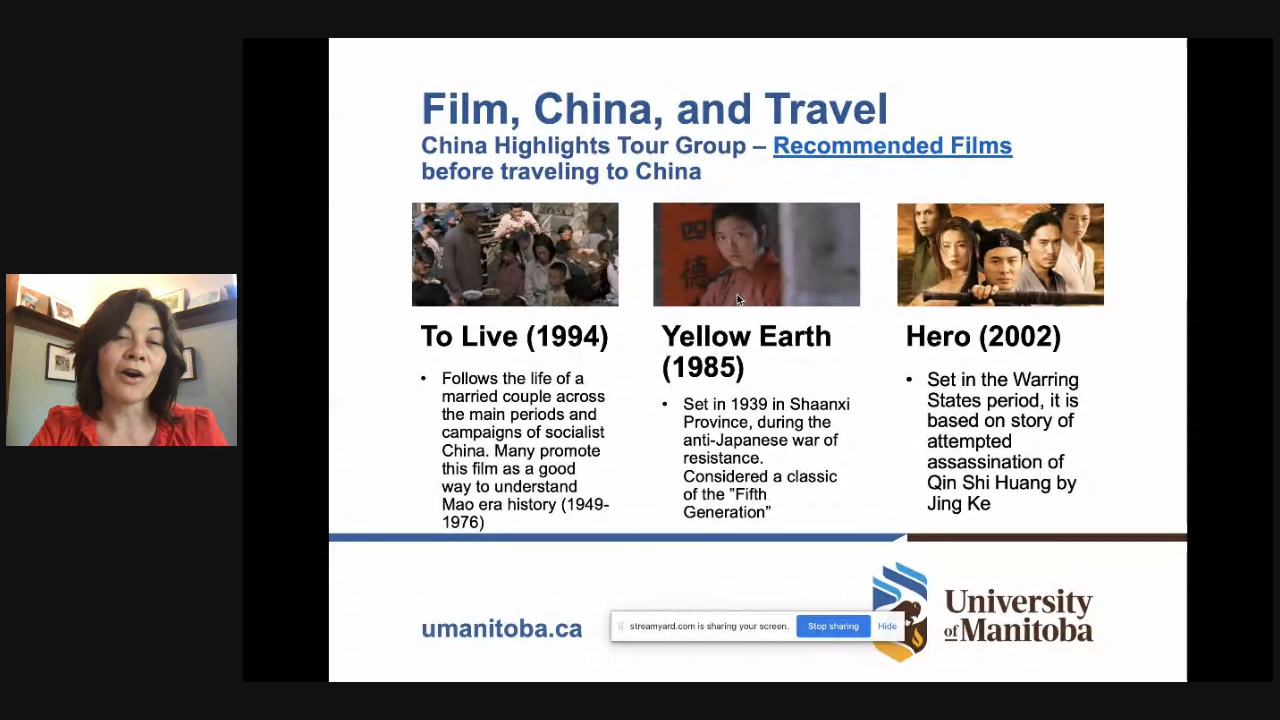 Film, China, and Travel
China Highlights Tour Group – Recommended Films
before traveling to China
四
德
To Live (1994)
• Follows the life of a
married couple across
the main periods and
campaigns of socialist
China. Many promote
this film as a good
way to understand
Mao era history (1949-
1976)
Yellow Earth
(1985)
• Set in 1939 in Shaanxi
Province, during the
anti-Japanese war of
resistance.
Considered a classic
of the "Fifth
Generation"
Hero (2002)
• Set in the Warring
States period, it is
based on story of
attempted
assassination of
Qin Shi Huang by
Jing Ke
umanitoba.ca
streamyard.com is sharing your screen.
Stop sharing
Hide
University
of Manitoba